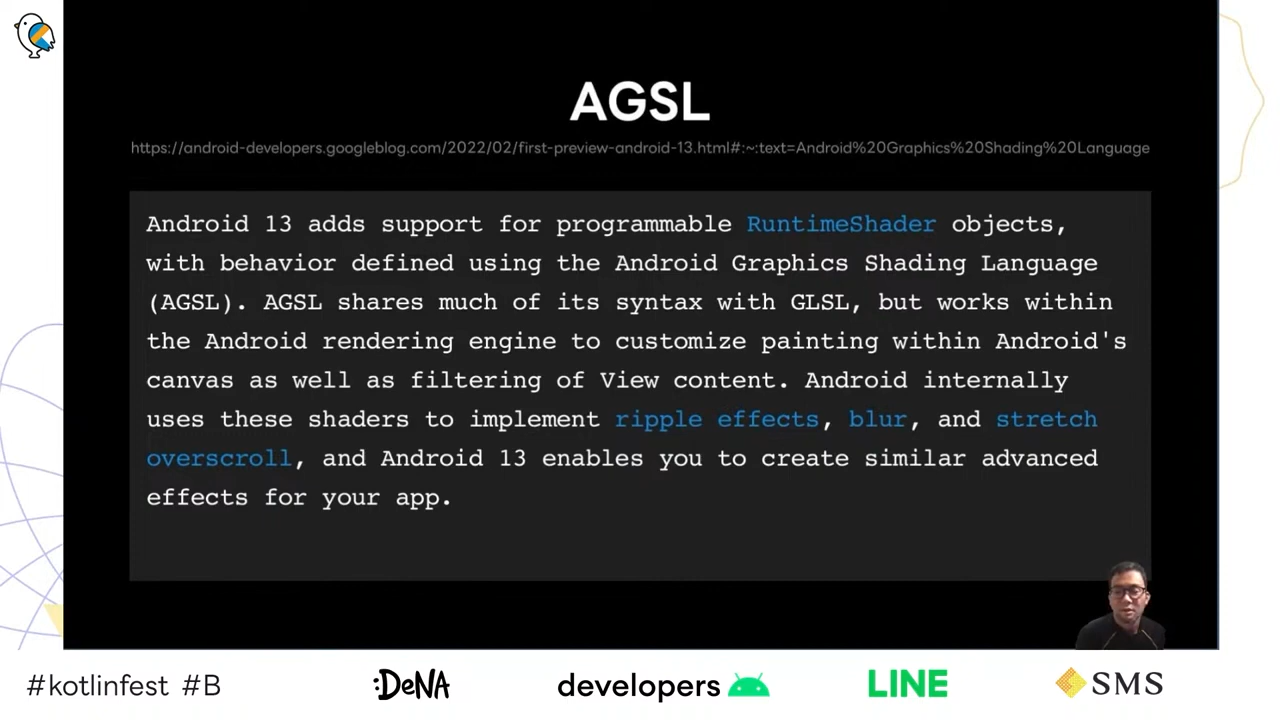 AGSL
https://android-developers.googleblog.com/2022/02/first-preview-android-13.html#:~:text=Android%20Graphics%20Shading%20Language
Android 13 adds support for programmable RuntimeShader objects,
with behavior defined using the Android Graphics Shading Language
(AGSL). AGSL shares much of its syntax with GLSL, but works within
the Android rendering engine to customize painting within Android's
canvas as well as filtering of View content. Android internally
uses these shaders to implement ripple effects, blur, and stretch
overscroll, and Android 13 enables you to create similar advanced
effects for your app.
#kotlinfest #B
:DeNA
developers
LINE
SMS